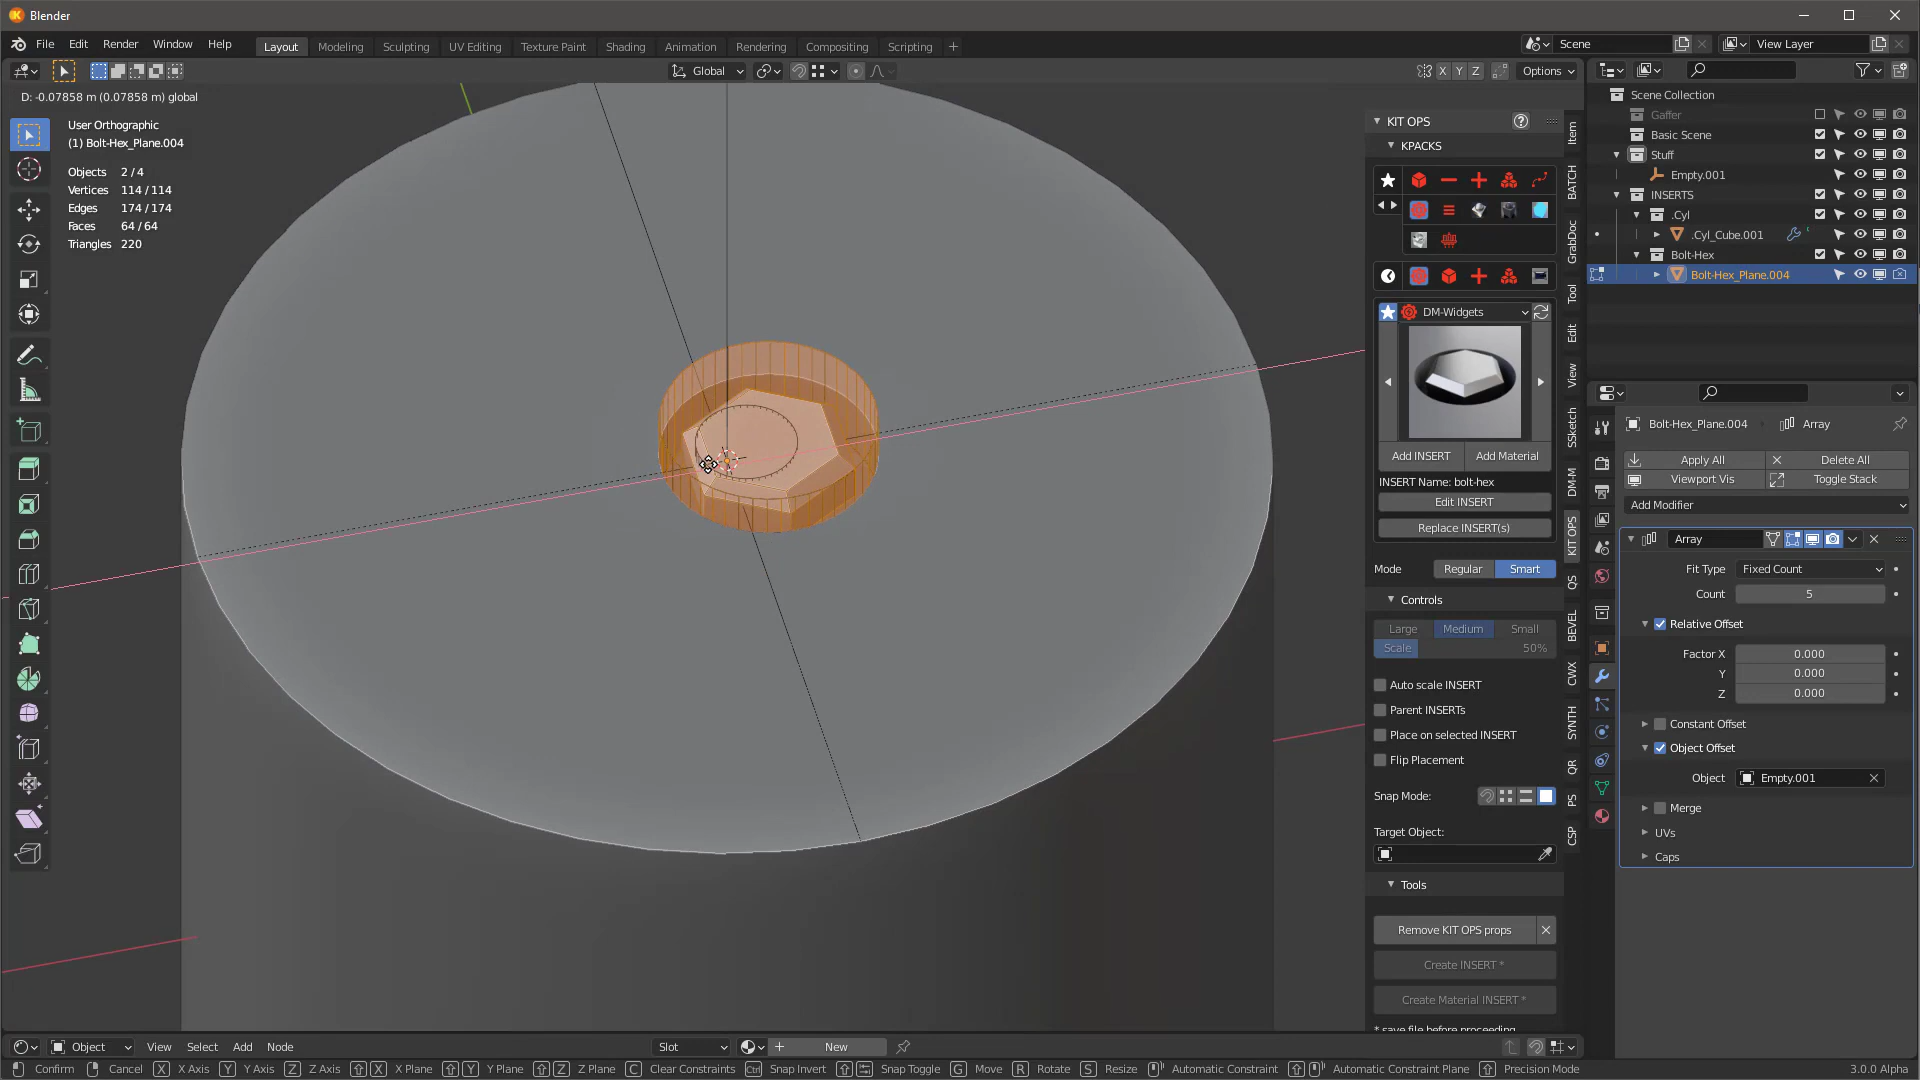 Blender
File Edit Render Window Help
Layout Modeling Sculpting UV Editing Texture Paint Shading Animation Rendering Compositing Scripting +
Scene
View Layer
Global
X Y Z
Options
D: -0.07858 m (0.07858 m) global
User Orthographic
(1) Bolt-Hex_Plane.004
Objects 2 / 4
Vertices 114 / 114
Edges 174 / 174
Faces 64 / 64
Triangles 220
KIT OPS
KPACKS
DM-Widgets
Add INSERT Add Material
INSERT Name: bolt-hex
Edit INSERT
Replace INSERT(s)
Mode Regular Smart
Controls
Large Medium Small
Scale 50%
Auto scale INSERT
Parent INSERTs
Place on selected INSERT
Flip Placement
Snap Mode:
Target Object:
Tools
Remove KIT OPS props
Create INSERT *
Create Material INSERT *
* save file before proceeding
Item
BATCH
GrabDoc
Tool
Edit
View
SSketch
DM-M
KIT OPS
QS
BEVEL
CWX
SYNTH
QR
PS
CSP
Scene Collection
Gaffer
Basic Scene
Stuff
Empty.001
INSERTS
.Cyl
.Cyl_Cube.001
Bolt-Hex
Bolt-Hex_Plane.004
Bolt-Hex_Plane.004 Array
Apply All Delete All
Viewport Vis Toggle Stack
Add Modifier
Array
Fit Type Fixed Count
Count 5
Relative Offset
Factor X 0.000
Y 0.000
Z 0.000
Constant Offset
Object Offset
Object Empty.001
Merge
UVs
Caps
Object View Select Add Node
Slot
New
Confirm Cancel X X Axis Y Y Axis Z Z Axis X X Plane Y Y Plane Z Z Plane C Clear Constraints Ctrl Snap Invert Snap Toggle G Move R Rotate S Resize Automatic Constraint Automatic Constraint Plane Precision Mode
3.0.0 Alpha